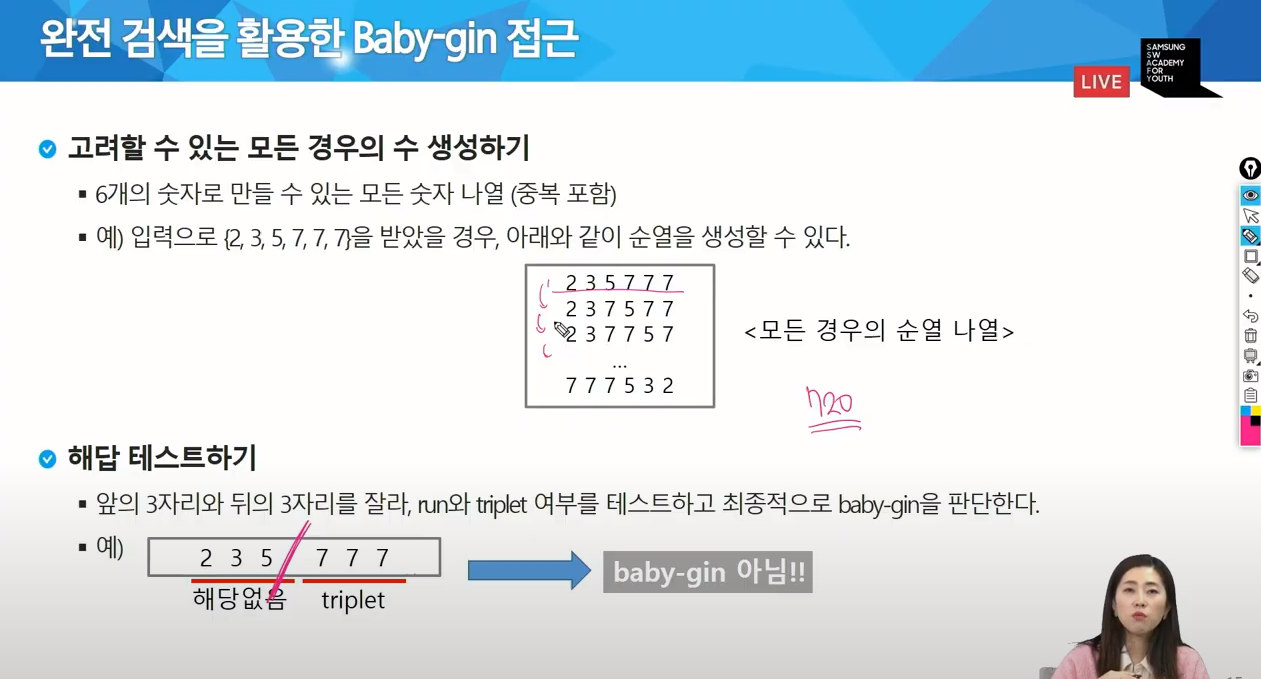 완전 검색을 활용한 Baby-gin 접근
LIVE
SAMSUNG
SW
ACADEMY
FOR
YOUTH
고려할 수 있는 모든 경우의 수 생성하기
▪ 6개의 숫자로 만들 수 있는 모든 숫자 나열 (중복 포함)
▪ 예) 입력으로 {2, 3, 5, 7, 7, 7}을 받았을 경우, 아래와 같이 순열을 생성할 수 있다.
2 3 5 7 7 7
2 3 7 5 7 7
2 3 7 7 5 7
...
7 7 7 5 3 2
<모든 경우의 순열 나열>
720
해답 테스트하기
▪ 앞의 3자리와 뒤의 3자리를 잘라, run와 triplet 여부를 테스트하고 최종적으로 baby-gin을 판단한다.
▪ 예)
2 3 5 7 7 7
해당없음 triplet
baby-gin 아님!!